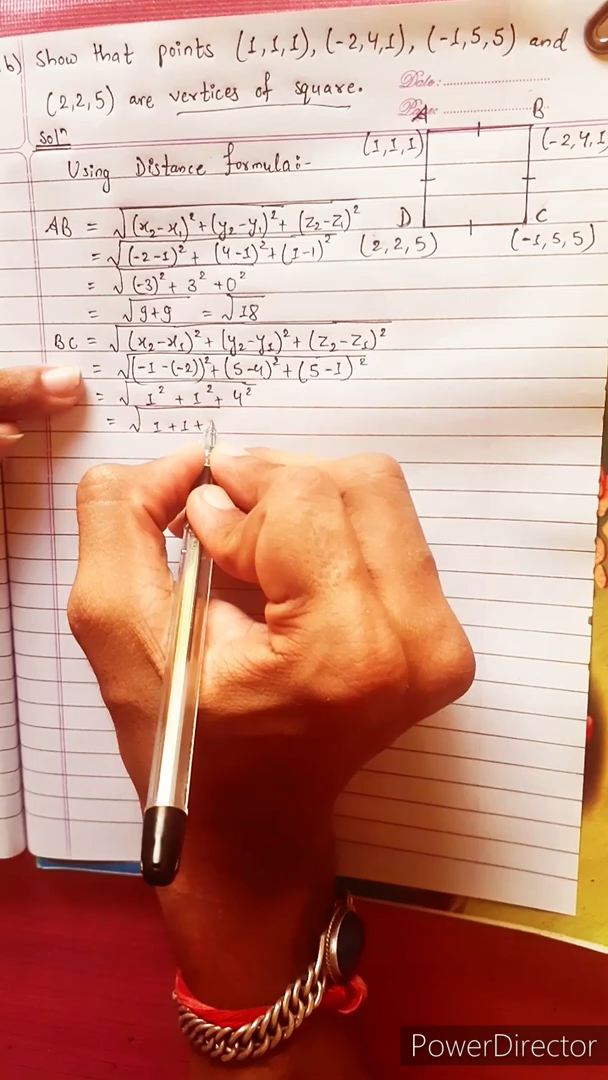 b) Show that points (1,1,1), (-2,4,1), (-1,5,5) and
(2,2,5) are vertices of square.
Date:
Sol^n
A B
(1,1,1) (-2,4,1
Using Distance formula:-
AB = √(x₂-x₁)² + (y₂-y₁)² + (z₂-z₁)²
D C
= √(-2-1)² + (4-1)² + (1-1)²
(2,2,5) (-1,5,5)
= √(-3)² + 3² + 0²
= √9+9 = √18
BC = √(x₂-x₁)² + (y₂-y₁)² + (z₂-z₁)²
= √(-1-(-2))² + (5-4)² + (5-1)²
= √1² + 1² + 4²
= √1+1+
PowerDirector